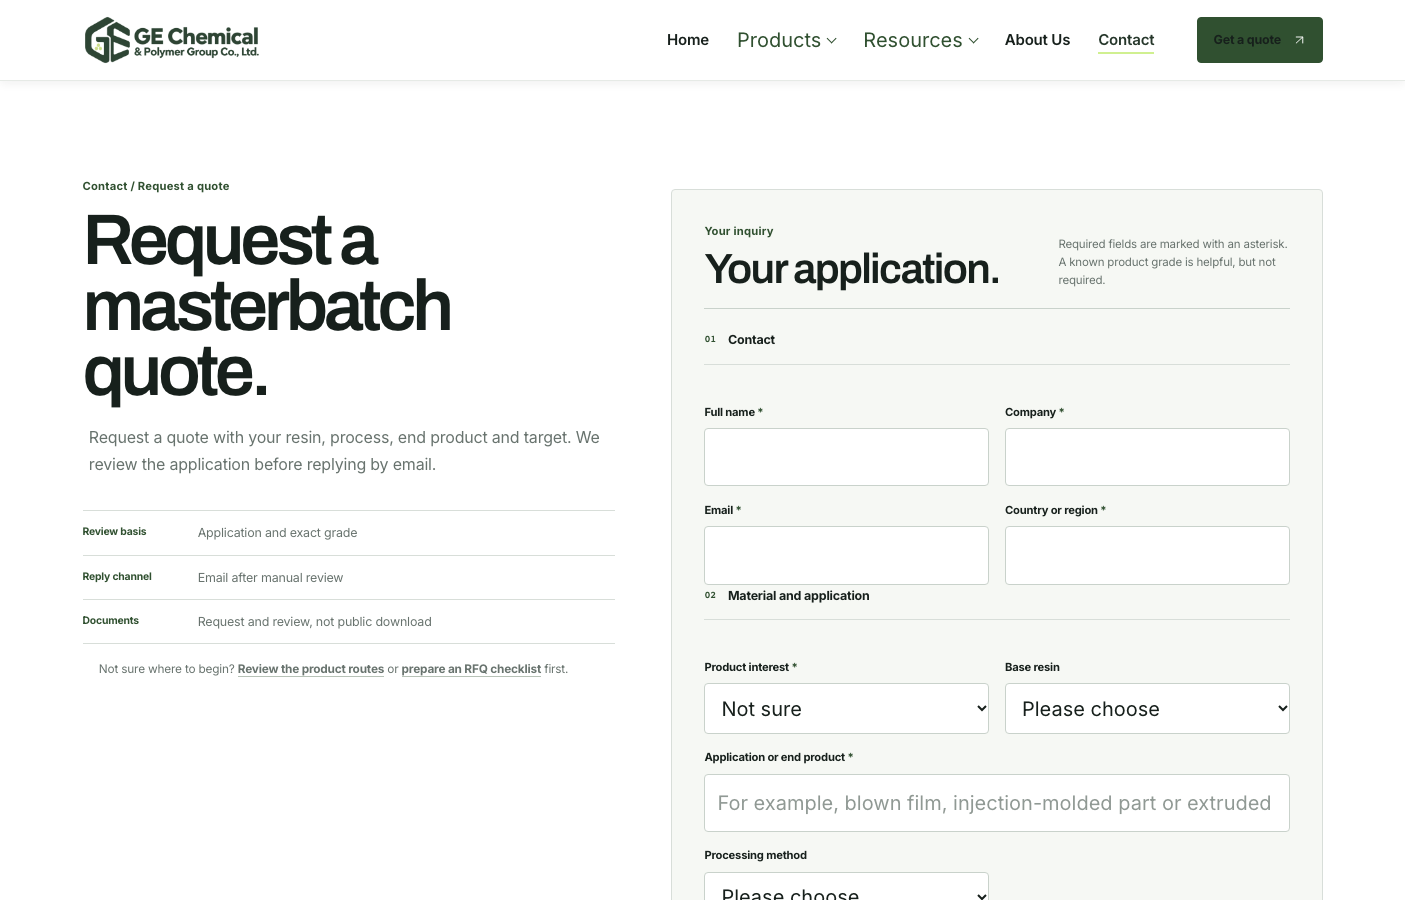 GE Chemical
& Polymer Group Co., Ltd.
Home
Products
Resources
About Us
Contact
Get a quote
Contact / Request a quote
Request a
masterbatch
quote.
Request a quote with your resin, process, end product and target. We
review the application before replying by email.
Review basis
Application and exact grade
Reply channel
Email after manual review
Documents
Request and review, not public download
Not sure where to begin? Review the product routes or prepare an RFQ checklist first.
Your inquiry
Your application.
Required fields are marked with an asterisk.
A known product grade is helpful, but not
required.
01 Contact
Full name *
Company *
Email *
Country or region *
02 Material and application
Product interest *
Base resin
Not sure
Please choose
Application or end product *
For example, blown film, injection-molded part or extruded
Processing method
Please choose